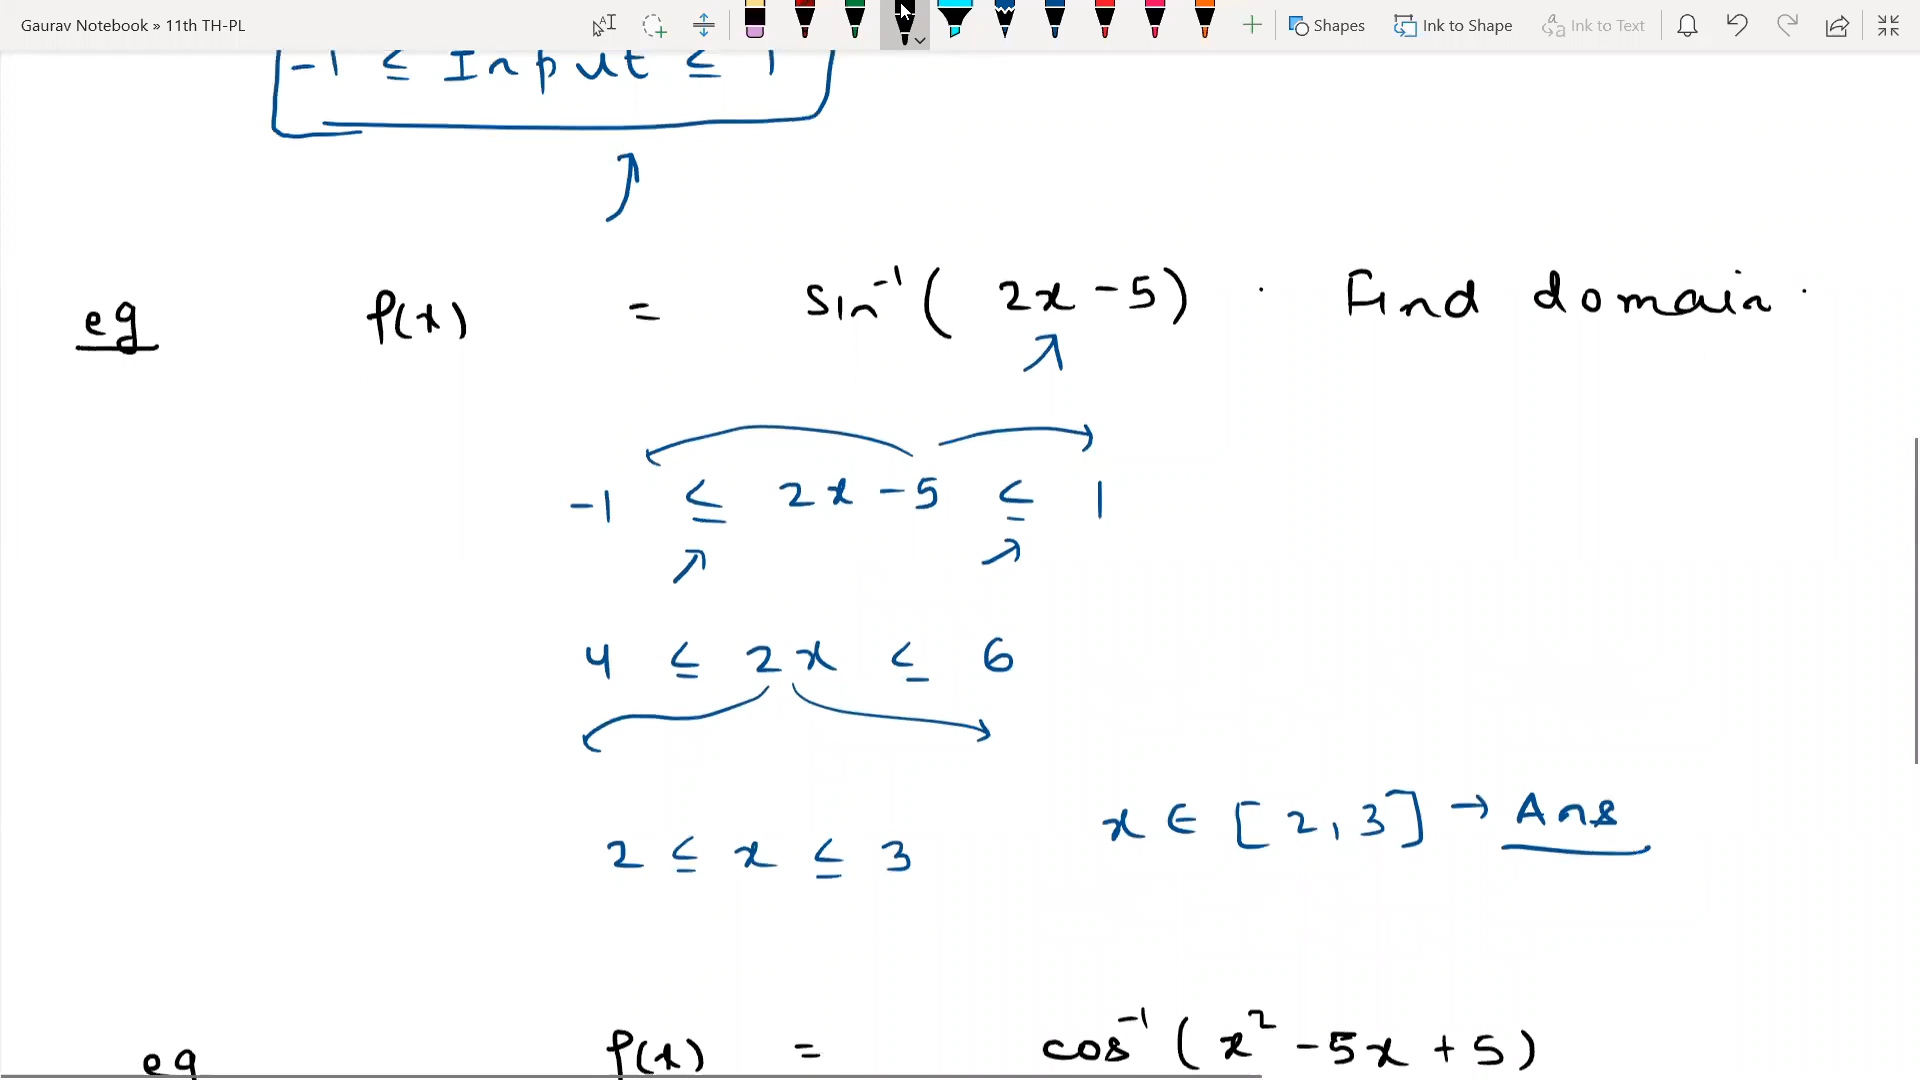 Gaurav Notebook » 11th TH-PL
Shapes Ink to Shape Ink to Text
-1 ≤ Input ≤ 1
eg f(x) = sin⁻¹( 2x - 5) . Find domain.
-1 ≤ 2x - 5 ≤ 1
4 ≤ 2x ≤ 6
x ∈ [2, 3] → Ans
2 ≤ x ≤ 3
eg f(x) = cos⁻¹(x² - 5x + 5)